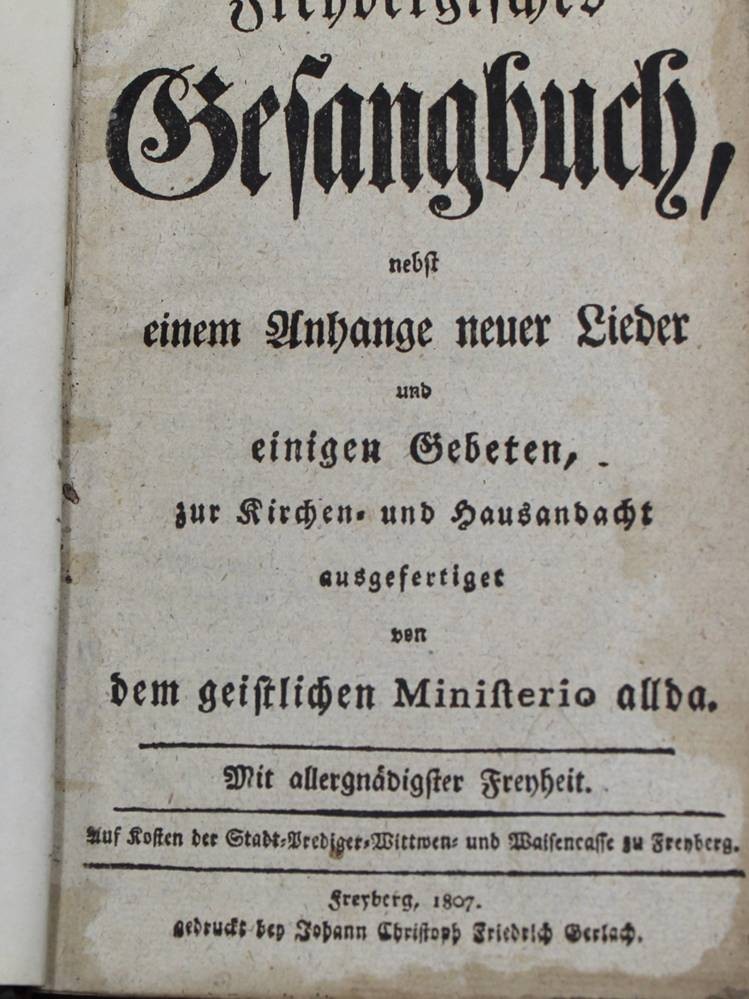 Freybergisches
Gesangbuch,
nebst
einem Anhange neuer Lieder
und
einigen Gebeten,
zur Kirchen- und Hausandacht
ausgefertiget
von
dem geistlichen Ministerio allda.
Mit allergnädigster Freyheit.
Auf Kosten der Stadt-Prediger-Wittwen- und Waisencasse zu Freyberg.
Freyberg, 1807.
gedruckt bey Johann Christoph Friedrich Gerlach.